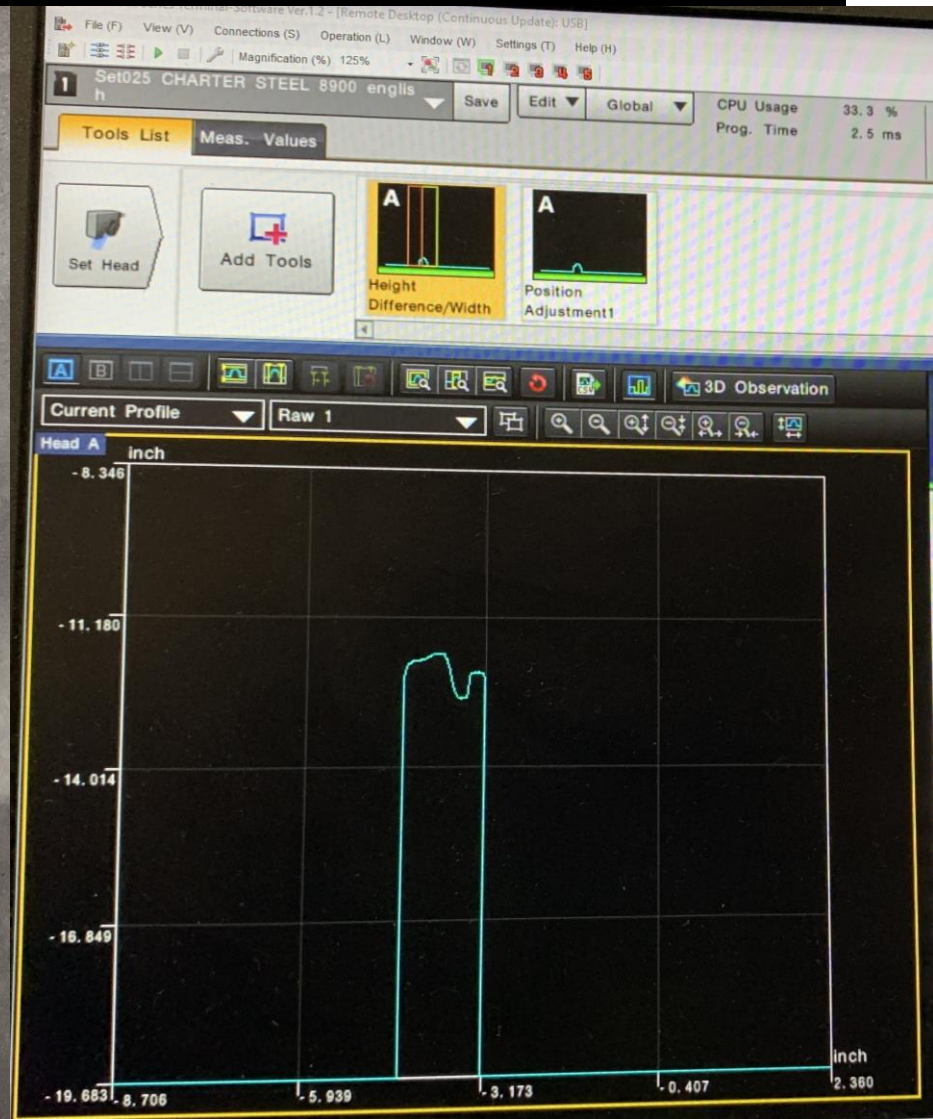 Terminal-Software Ver.1.2 - [Remote Desktop (Continuous Update): USB]
File (F) View (V) Connections (S) Operation (L) Window (W) Settings (T) Help (H)
Magnification (%) 125%
1 Set025 CHARTER STEEL 8900 englis
h
Save Edit Global
CPU Usage 33.3 %
Prog. Time 2.5 ms
Tools List Meas. Values
Set Head
Add Tools
A
Height
Difference/Width
A
Position
Adjustment1
A B CSV 3D Observation
Current Profile Raw 1
Head A
inch
-8.346
-11.180
-14.014
-16.849
-19.683
inch
-8.706 -5.939 -3.173 -0.407 2.360